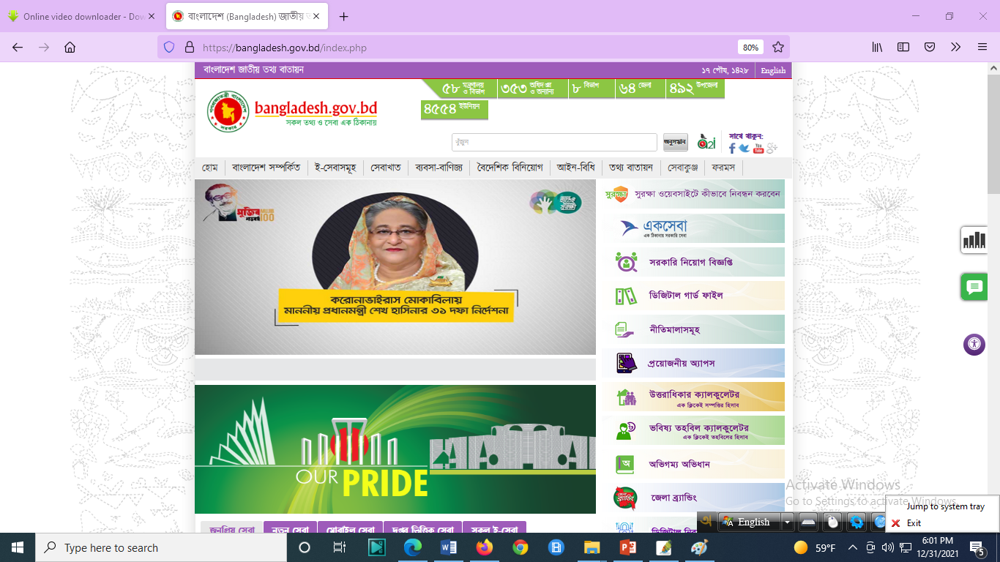 Online video downloader - Dow
বাংলাদেশ (Bangladesh) জাতীয় ত
https://bangladesh.gov.bd/index.php
80%
বাংলাদেশ জাতীয় তথ্য বাতায়ন
১৭ পৌষ, ১৪২৮
English
৫৮ মন্ত্রণালয় ও বিভাগ
৩৫৩ অধিদপ্তর ও অন্যান্য
৮ বিভাগ
৬৪ জেলা
৪৯২ উপজেলা
৪৫৫৪ ইউনিয়ন
bangladesh.gov.bd
সকল তথ্য ও সেবা এক ঠিকানায়
খুঁজুন
অনুসন্ধান
a2i
সাথে থাকুন:
You Tube
হোম
বাংলাদেশ সম্পর্কিত
ই-সেবাসমূহ
সেবাখাত
ব্যবসা-বাণিজ্য
বৈদেশিক বিনিয়োগ
আইন-বিধি
তথ্য বাতায়ন
সেবাকুঞ্জ
ফরমস
মুজিব
100
করোনাভাইরাস মোকাবিলায়
মাননীয় প্রধানমন্ত্রী শেখ হাসিনার ৩১ দফা নির্দেশনা
সুরক্ষা সুরক্ষা ওয়েবসাইটে কীভাবে নিবন্ধন করবেন
একসেবা
এক ঠিকানায় সরকারি সেবা
সরকারি নিয়োগ বিজ্ঞপ্তি
ডিজিটাল গার্ড ফাইল
নীতিমালাসমূহ
প্রয়োজনীয় অ্যাপস
উত্তরাধিকার ক্যালকুলেটর
এক ক্লিকেই সম্পত্তির হিসাব
ভবিষ্য তহবিল ক্যালকুলেটর
এক ক্লিকেই তহবিলের হিসাব
অভিগম্য অভিধান
জেলা ব্র্যান্ডিং
OUR PRIDE
জনপ্রিয় সেবা
নতুন সেবা
মোবাইল সেবা
দপ্তর ভিত্তিক সেবা
সকল ই-সেবা
Activate Windows
Go to Settings to activate Windows.
Jump to system tray
Exit
অ
English
Type here to search
59°F
6:01 PM
12/31/2021
5